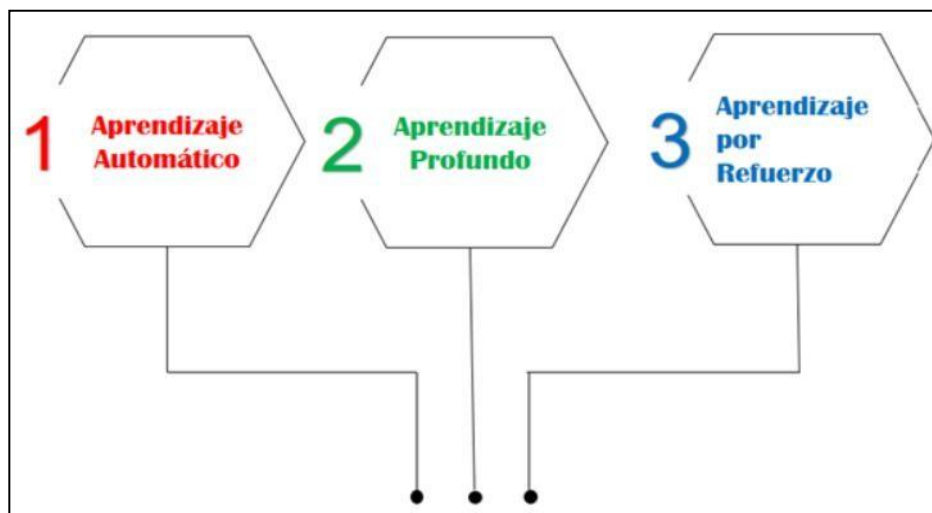 1
Aprendizaje
Automático
2
Aprendizaje
Profundo
3
Aprendizaje
por
Refuerzo